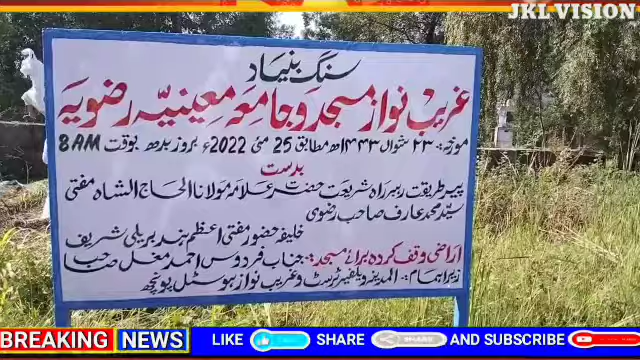 JKL VISION
سنگ بنیاد
غریب نواز مسجد و جامعہ معینیہ رضویہ
مورخہ: ۲۳ شوال ۱۴۴۳ھ مطابق 25 مئی 2022ء بروز بدھ بوقت 8AM
بدست
پیر طریقت رہبر راہ شریعت حضرت علامہ مولانا الحاج الشاہ مفتی
سید محمد عارف صاحب رضوی
خلیفہ حضور مفتی اعظم ہند بریلی شریف
اراضی وقف کردہ برائے مسجد: جناب فردوس احمد مغل صاحب
زیر اہتمام: المدینہ ویلفیئر ٹرسٹ و غریب نواز ہوسٹل پونچھ
BREAKING NEWS LIKE LIKE SHARE SHARE AND SUBSCRIBE